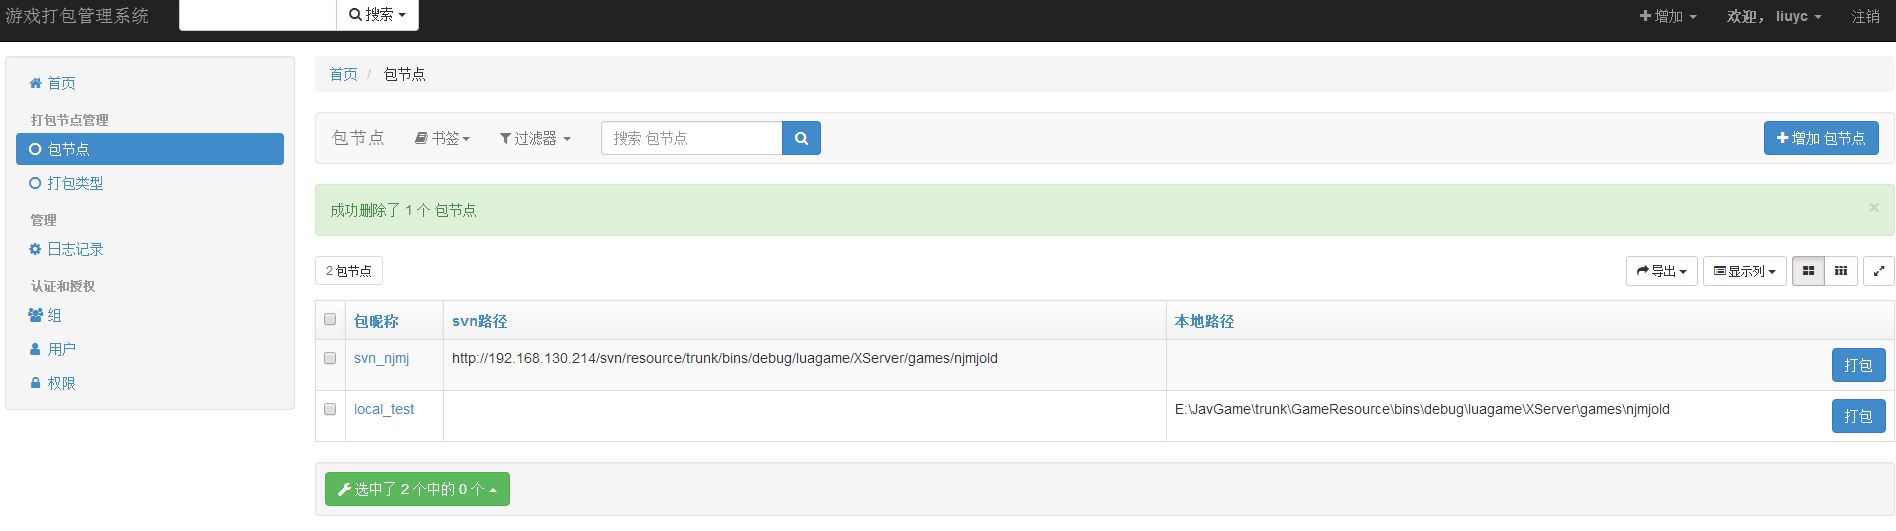 游戏打包管理系统 搜索 增加 欢迎， liuyc 注销
首页
打包节点管理
包节点
打包类型
管理
日志记录
认证和授权
组
用户
权限
首页 / 包节点
包节点 书签 过滤器 搜索 包节点 增加 包节点
成功删除了 1 个 包节点 ×
2 包节点 导出 显示列
包昵称 svn路径 本地路径
svn_njmj http://192.168.130.214/svn/resource/trunk/bins/debug/luagame/XServer/games/njmjold 打包
local_test E:\JavGame\trunk\GameResource\bins\debug\luagame\XServer\games\njmjold 打包
选中了 2 个中的 0 个